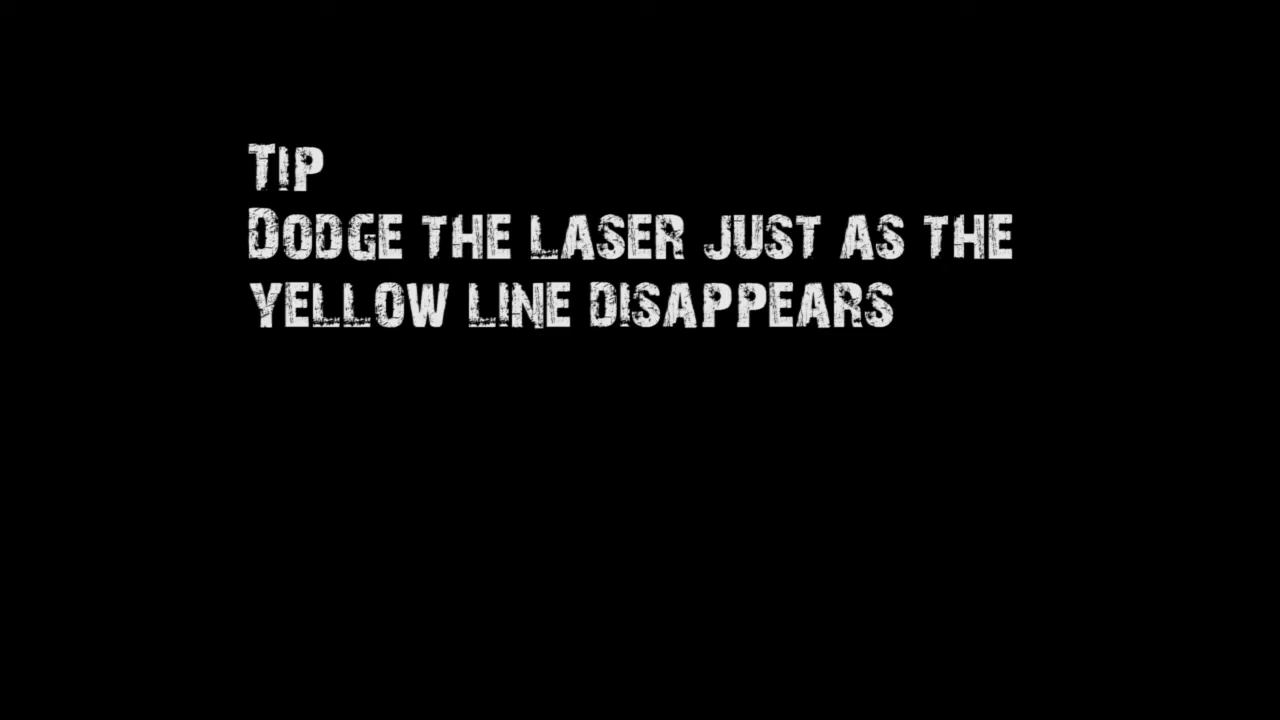 Tip
Dodge the laser just as the
yellow line disappears